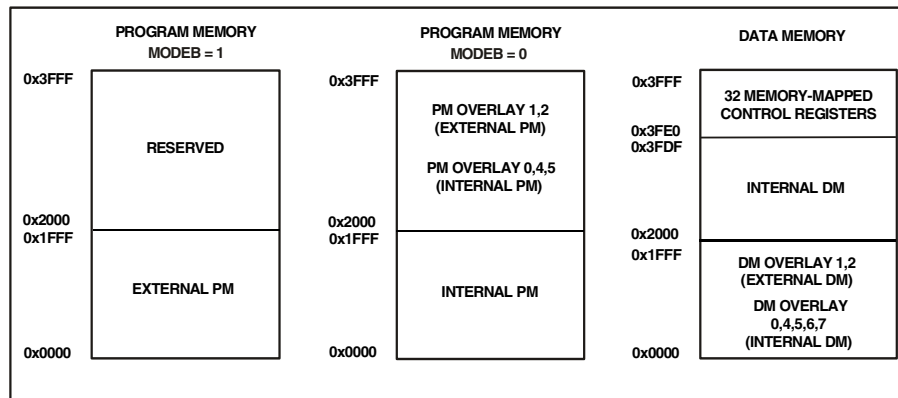 PROGRAM MEMORY
MODEB = 1
0x3FFF
RESERVED
0x2000
0x1FFF
EXTERNAL PM
0x0000
PROGRAM MEMORY
MODEB = 0
0x3FFF
PM OVERLAY 1,2
(EXTERNAL PM)
PM OVERLAY 0,4,5
(INTERNAL PM)
0x2000
0x1FFF
INTERNAL PM
0x0000
DATA MEMORY
0x3FFF
32 MEMORY-MAPPED
CONTROL REGISTERS
0x3FE0
0x3FDF
INTERNAL DM
0x2000
0x1FFF
DM OVERLAY 1,2
(EXTERNAL DM)
DM OVERLAY
0,4,5,6,7
(INTERNAL DM)
0x0000